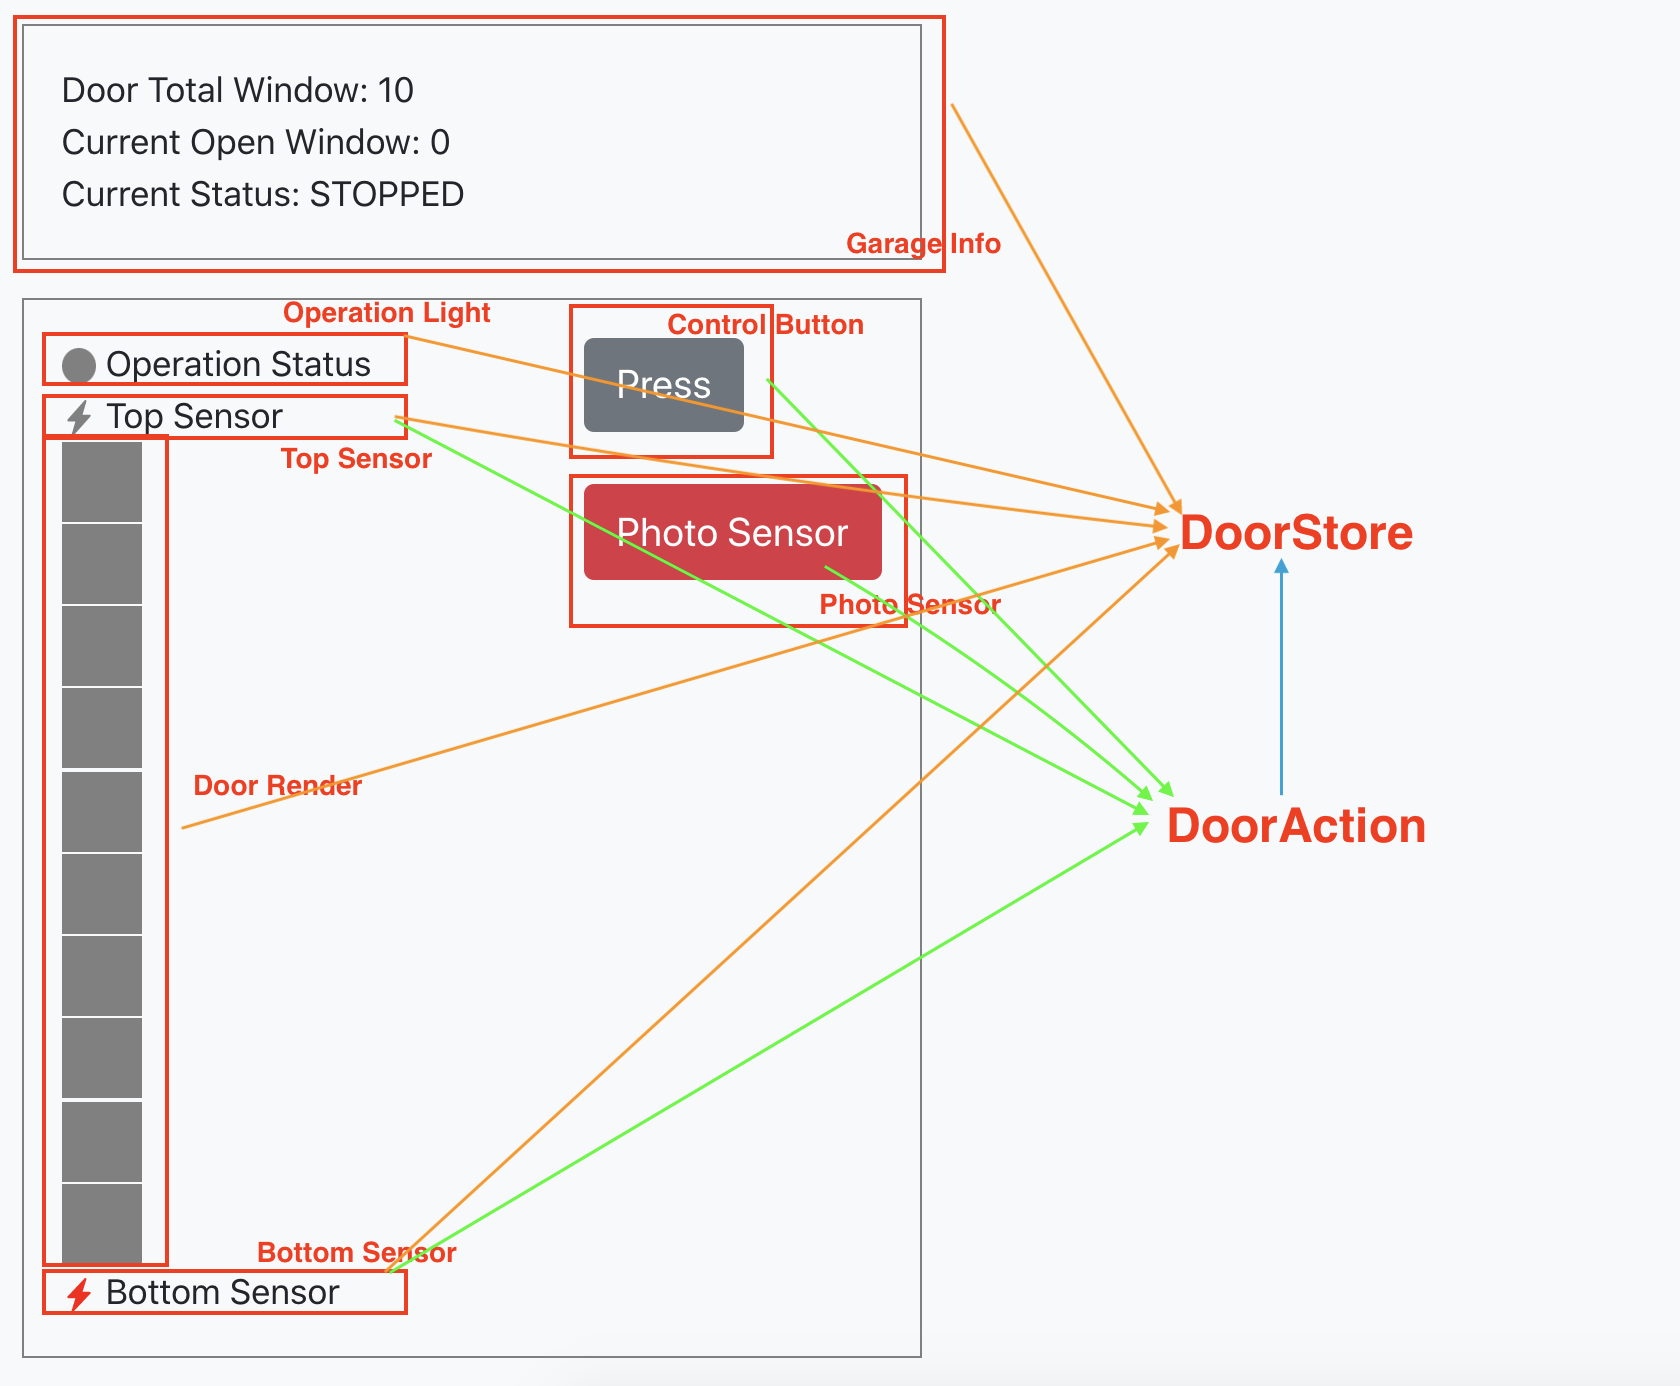 Door Total Window: 10
Current Open Window: 0
Current Status: STOPPED
Garage Info
Operation Light
Control Button
Operation Status
Press
Top Sensor
Top Sensor
Photo Sensor
DoorStore
Photo Sensor
Door Render
DoorAction
Bottom Sensor
Bottom Sensor